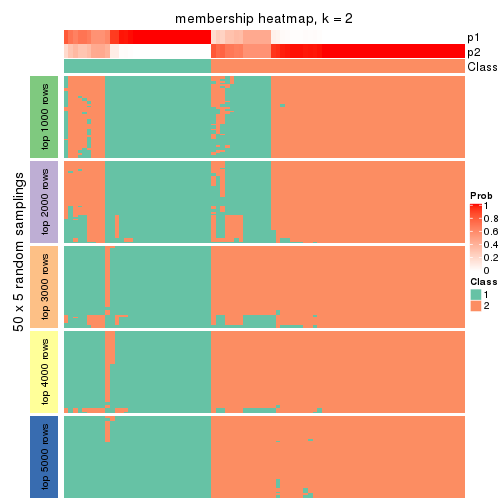 membership heatmap, k = 2
p1
p2
Class
50 x 5 random samplings
top 1000 rows
top 2000 rows
top 3000 rows
top 4000 rows
top 5000 rows
Prob
1
0.8
0.6
0.4
0.2
0
Class
1
2